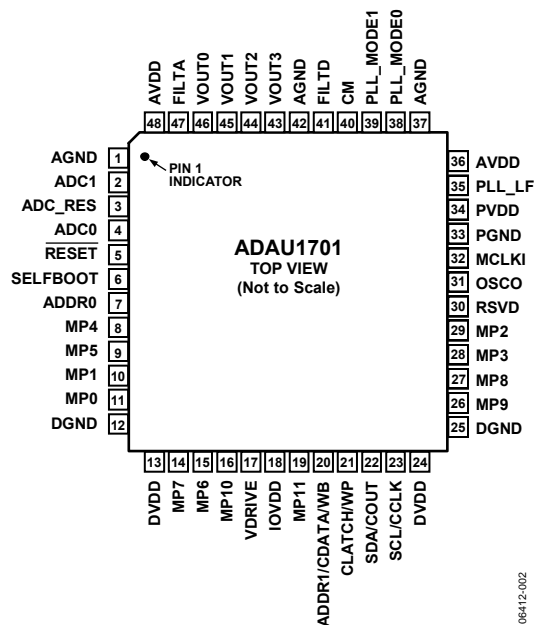 AVDD
FILTA
VOUT0
VOUT1
VOUT2
VOUT3
AGND
FILTD
CM
PLL_MODE1
PLL_MODE0
AGND
48 47 46 45 44 43 42 41 40 39 38 37
AGND 1
ADC1 2
ADC_RES 3
ADC0 4
RESET 5
SELFBOOT 6
ADDR0 7
MP4 8
MP5 9
MP1 10
MP0 11
DGND 12
PIN 1
INDICATOR
ADAU1701
TOP VIEW
(Not to Scale)
36 AVDD
35 PLL_LF
34 PVDD
33 PGND
32 MCLKI
31 OSCO
30 RSVD
29 MP2
28 MP3
27 MP8
26 MP9
25 DGND
13 14 15 16 17 18 19 20 21 22 23 24
DVDD
MP7
MP6
MP10
VDRIVE
IOVDD
MP11
ADDR1/CDATA/WB
CLATCH/WP
SDA/COUT
SCL/CCLK
DVDD
06412-002